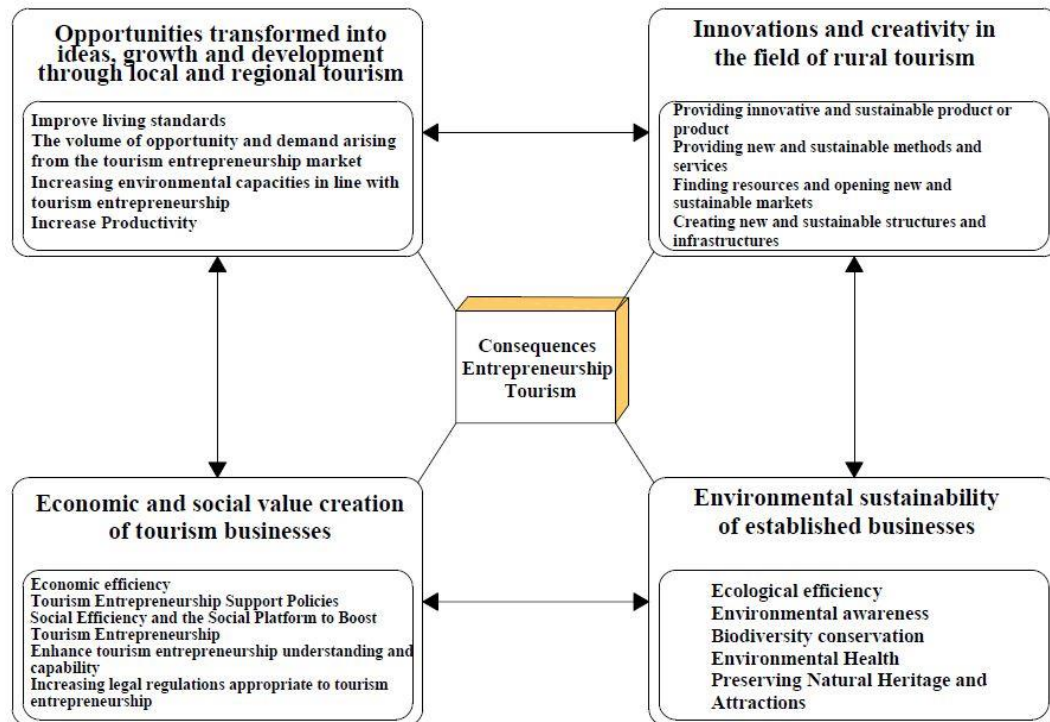 Opportunities transformed into
ideas, growth and development
through local and regional tourism
Improve living standards
The volume of opportunity and demand arising
from the tourism entrepreneurship market
Increasing environmental capacities in line with
tourism entrepreneurship
Increase Productivity
Innovations and creativity in
the field of rural tourism
Providing innovative and sustainable product or
product
Providing new and sustainable methods and
services
Finding resources and opening new and
sustainable markets
Creating new and sustainable structures and
infrastructures
Consequences
Entrepreneurship
Tourism
Economic and social value creation
of tourism businesses
Economic efficiency
Tourism Entrepreneurship Support Policies
Social Efficiency and the Social Platform to Boost
Tourism Entrepreneurship
Enhance tourism entrepreneurship understanding and
capability
Increasing legal regulations appropriate to tourism
entrepreneurship
Environmental sustainability
of established businesses
Ecological efficiency
Environmental awareness
Biodiversity conservation
Environmental Health
Preserving Natural Heritage and
Attractions